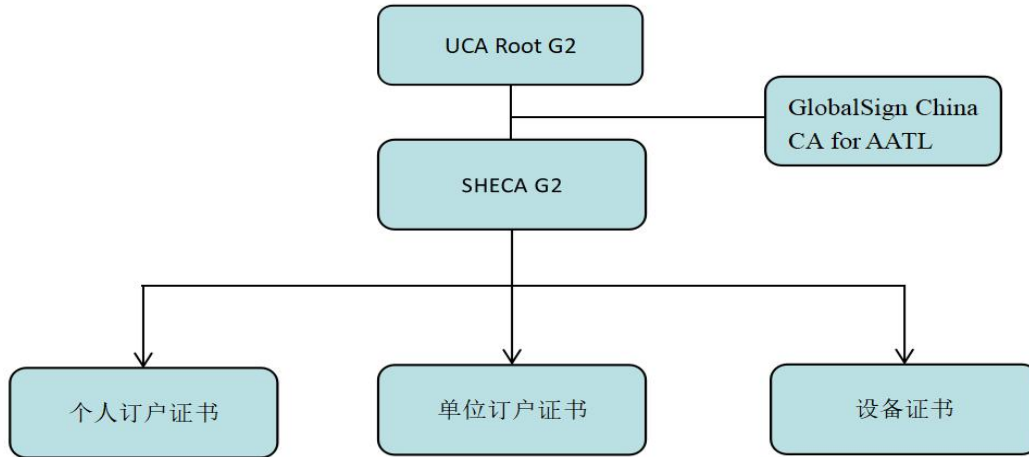 UCA Root G2
GlobalSign China
CA for AATL
SHECA G2
个人订户证书
单位订户证书
设备证书